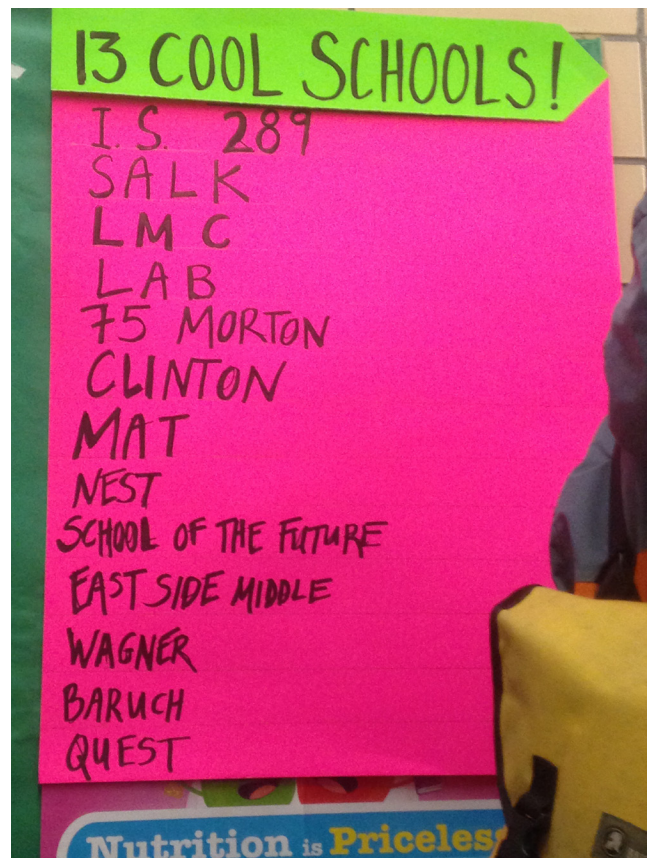 13 COOL SCHOOLS!
I.S. 289
SALK
LMC
LAB
75 MORTON
CLINTON
MAT
NEST
SCHOOL OF THE FUTURE
EAST SIDE MIDDLE
WAGNER
BARUCH
QUEST
Nutrition is Priceless